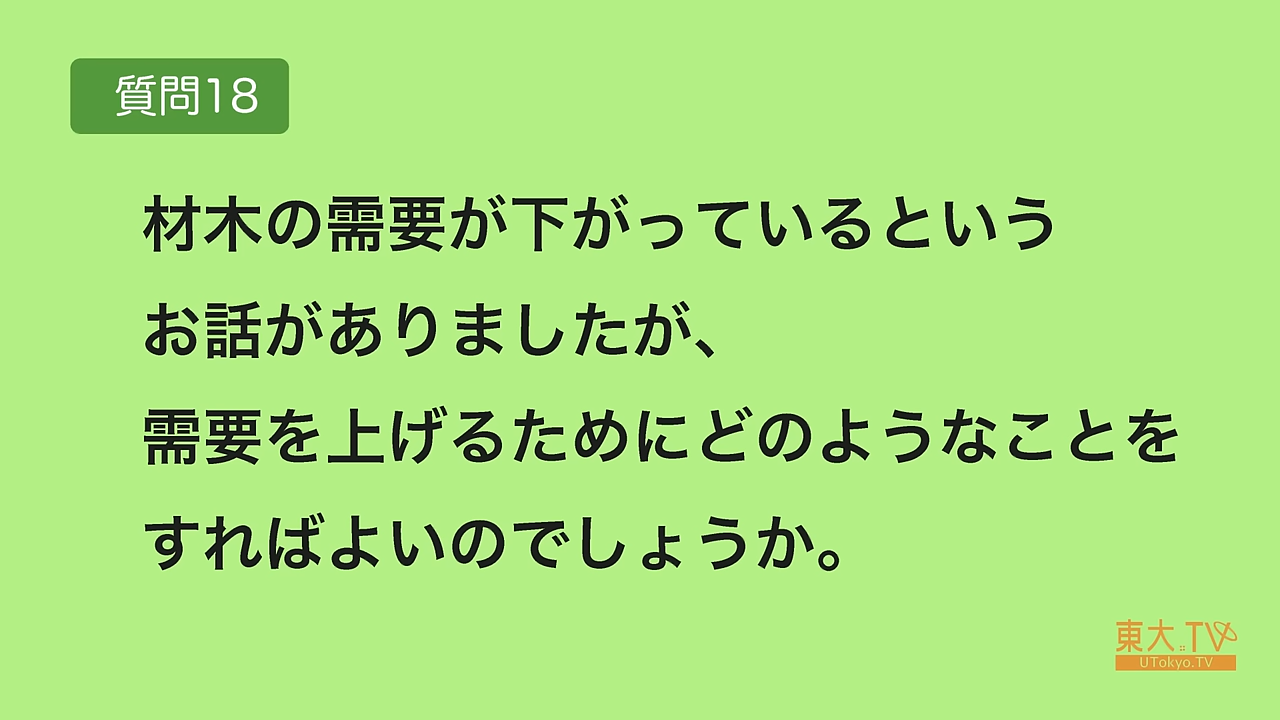 質問18
材木の需要が下がっているという
お話がありましたが、
需要を上げるためにどのようなことを
すればよいのでしょうか。
東大.TV
UTokyo.TV